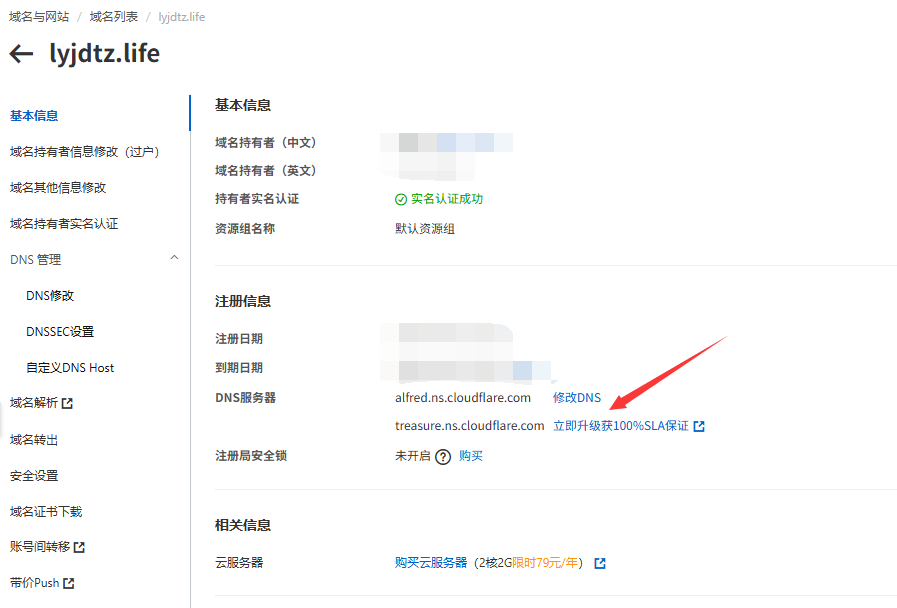 域名与网站 / 域名列表 / lyjdtz.life
← lyjdtz.life
基本信息
域名持有者信息修改（过户）
域名其他信息修改
域名持有者实名认证
DNS 管理
DNS修改
DNSSEC设置
自定义DNS Host
域名解析
域名转出
安全设置
域名证书下载
账号间转移
带价Push
基本信息
域名持有者（中文）
域名持有者（英文）
持有者实名认证 实名认证成功
资源组名称 默认资源组
注册信息
注册日期
到期日期
DNS服务器 alfred.ns.cloudflare.com 修改DNS
treasure.ns.cloudflare.com 立即升级获100%SLA保证
注册局安全锁 未开启 ? 购买
相关信息
云服务器 购买云服务器（2核2G限时79元/年）